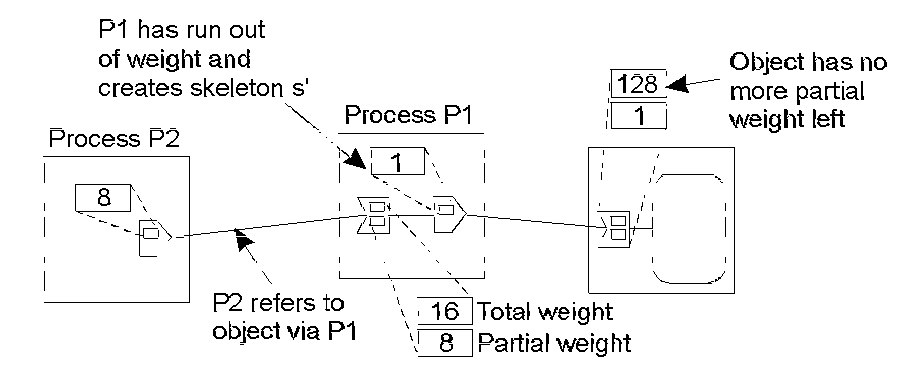 P1 has run out
of weight and
creates skeleton s'
Object has no
more partial
weight left
128
1
Process P2
Process P1
1
8
P2 refers to
object via P1
16 Total weight
8 Partial weight